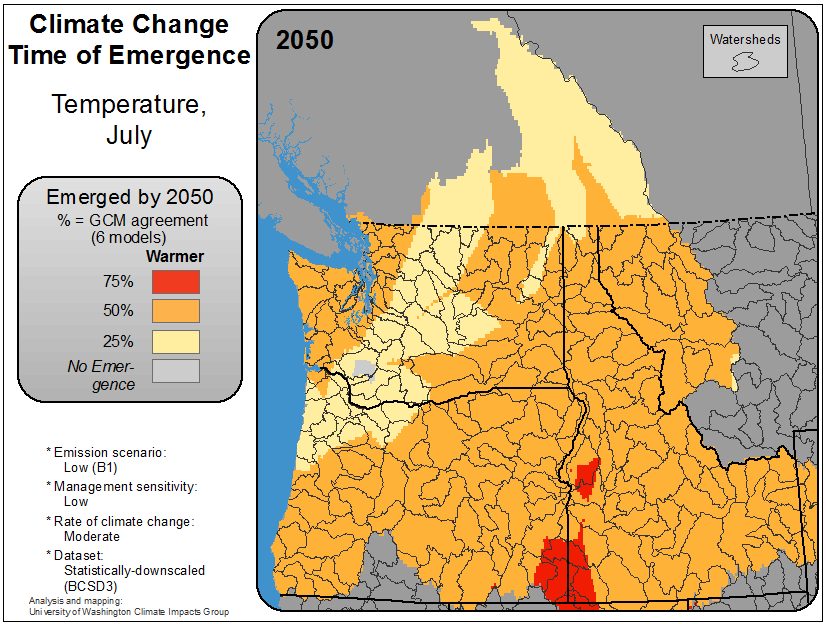 Climate Change
Time of Emergence
Temperature,
July
Emerged by 2050
% = GCM agreement
(6 models)
Warmer
75%
50%
25%
No Emer-
gence
* Emission scenario:
Low (B1)
* Management sensitivity:
Low
* Rate of climate change:
Moderate
* Dataset:
Statistically-downscaled
(BCSD3)
Analysis and mapping:
University of Washington Climate Impacts Group
2050
Watersheds